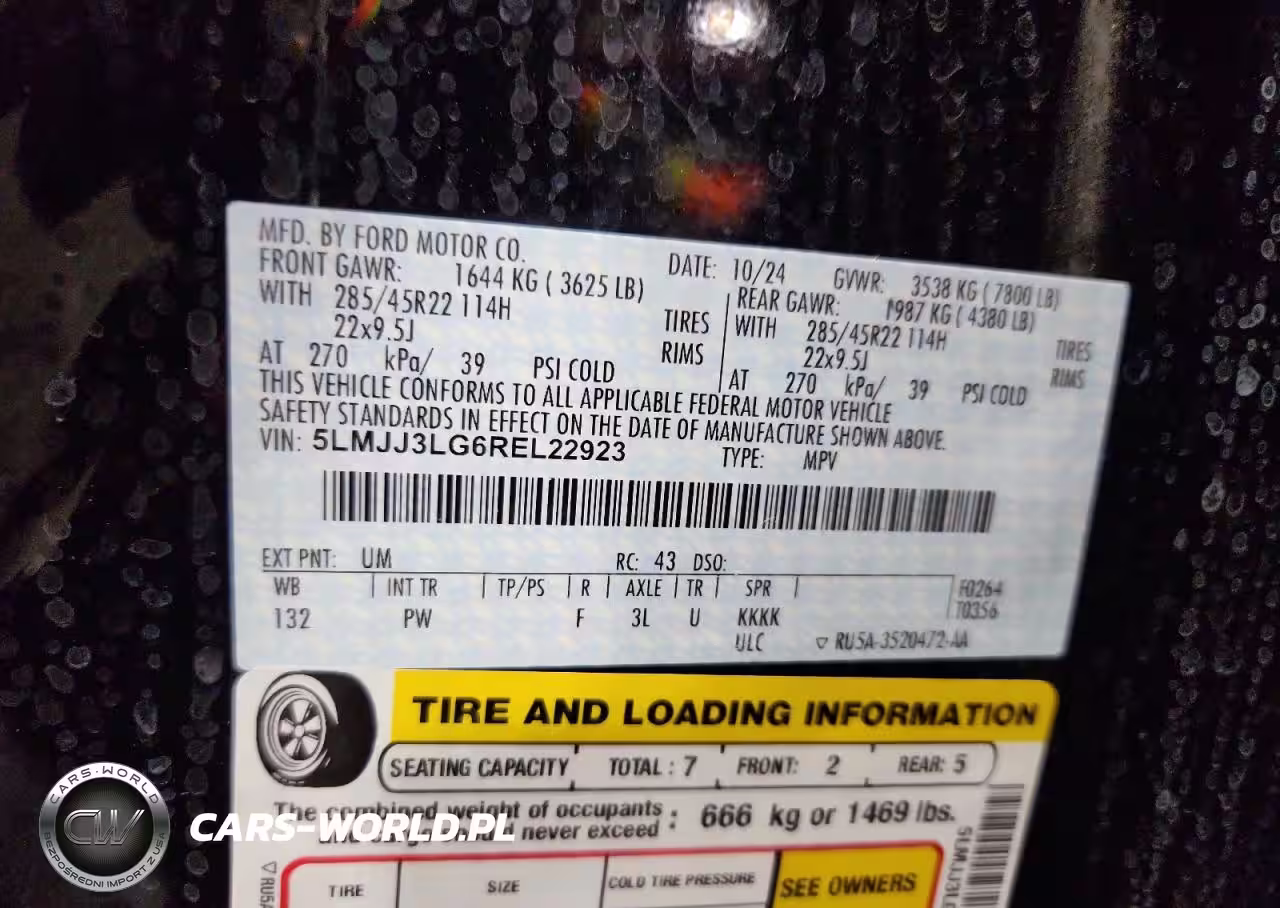 MFD. BY FORD MOTOR CO.
DATE: 10/24 GVWR: 3538 KG ( 7800 LB)
FRONT GAWR: 1644 KG ( 3625 LB)
WITH 285/45R22 114H TIRES
22x9.5J RIMS
AT 270 kPa/ 39 PSI COLD
REAR GAWR: 1987 KG ( 4380 LB)
WITH 285/45R22 114H TIRES
22x9.5J RIMS
AT 270 kPa/ 39 PSI COLD
THIS VEHICLE CONFORMS TO ALL APPLICABLE FEDERAL MOTOR VEHICLE
SAFETY STANDARDS IN EFFECT ON THE DATE OF MANUFACTURE SHOWN ABOVE.
VIN: 5LMJJ3LG6REL22923 TYPE: MPV
EXT PNT: UM RC: 43 DSO:
WB INT TR TP/PS R AXLE TR SPR F0264
132 PW F 3L U KKKK T0356
ULC ▽ RU5A-3520472-AA
TIRE AND LOADING INFORMATION
SEATING CAPACITY TOTAL : 7 FRONT: 2 REAR: 5
The combined weight of occupants : 666 kg or 1469 lbs.
never exceed
TIRE SIZE COLD TIRE PRESSURE SEE OWNERS
5LMJJ3L
▽ RU5A
CARS-WORLD
CW
BEZPOŚREDNI IMPORT Z USA
CARS-WORLD.PL